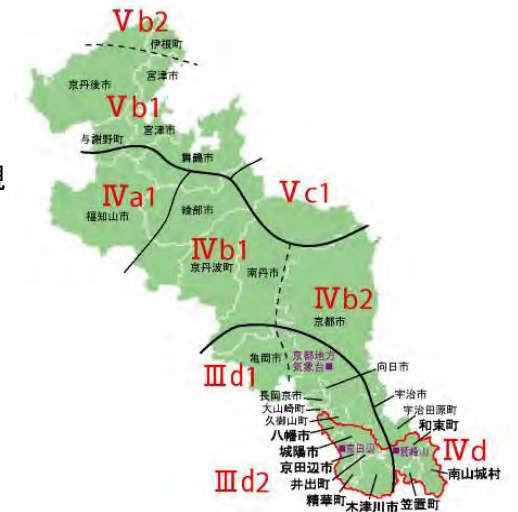 Ⅴb2
伊根町
宮津市
京丹後市
Ⅴb1
宮津市
与謝野町
舞鶴市
観
Ⅳa1
Ⅴc1
福知山市
綾部市
Ⅳb1
京丹波町
南丹市
Ⅳb2
京都市
亀岡市
京都地方
気象台
向日市
Ⅲd1
長岡京市
宇治市
大山崎町
久御山町
宇治田原町
八幡市
和束町
城陽市
京田辺
Ⅳd
京田辺市
南山城村
井出町
Ⅲd2
精華町
木津川市
笠置町